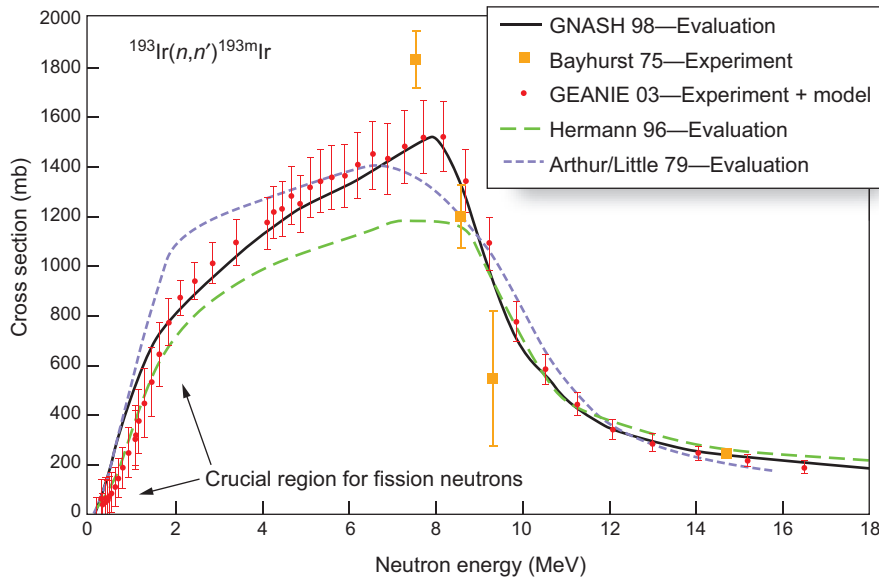 ¹⁹³Ir(n,n′)¹⁹³ᵐIr
GNASH 98—Evaluation
Bayhurst 75—Experiment
GEANIE 03—Experiment + model
Hermann 96—Evaluation
Arthur/Little 79—Evaluation
Cross section (mb)
2000
1800
1600
1400
1200
1000
800
600
400
200
0
Crucial region for fission neutrons
0 2 4 6 8 10 12 14 16 18
Neutron energy (MeV)